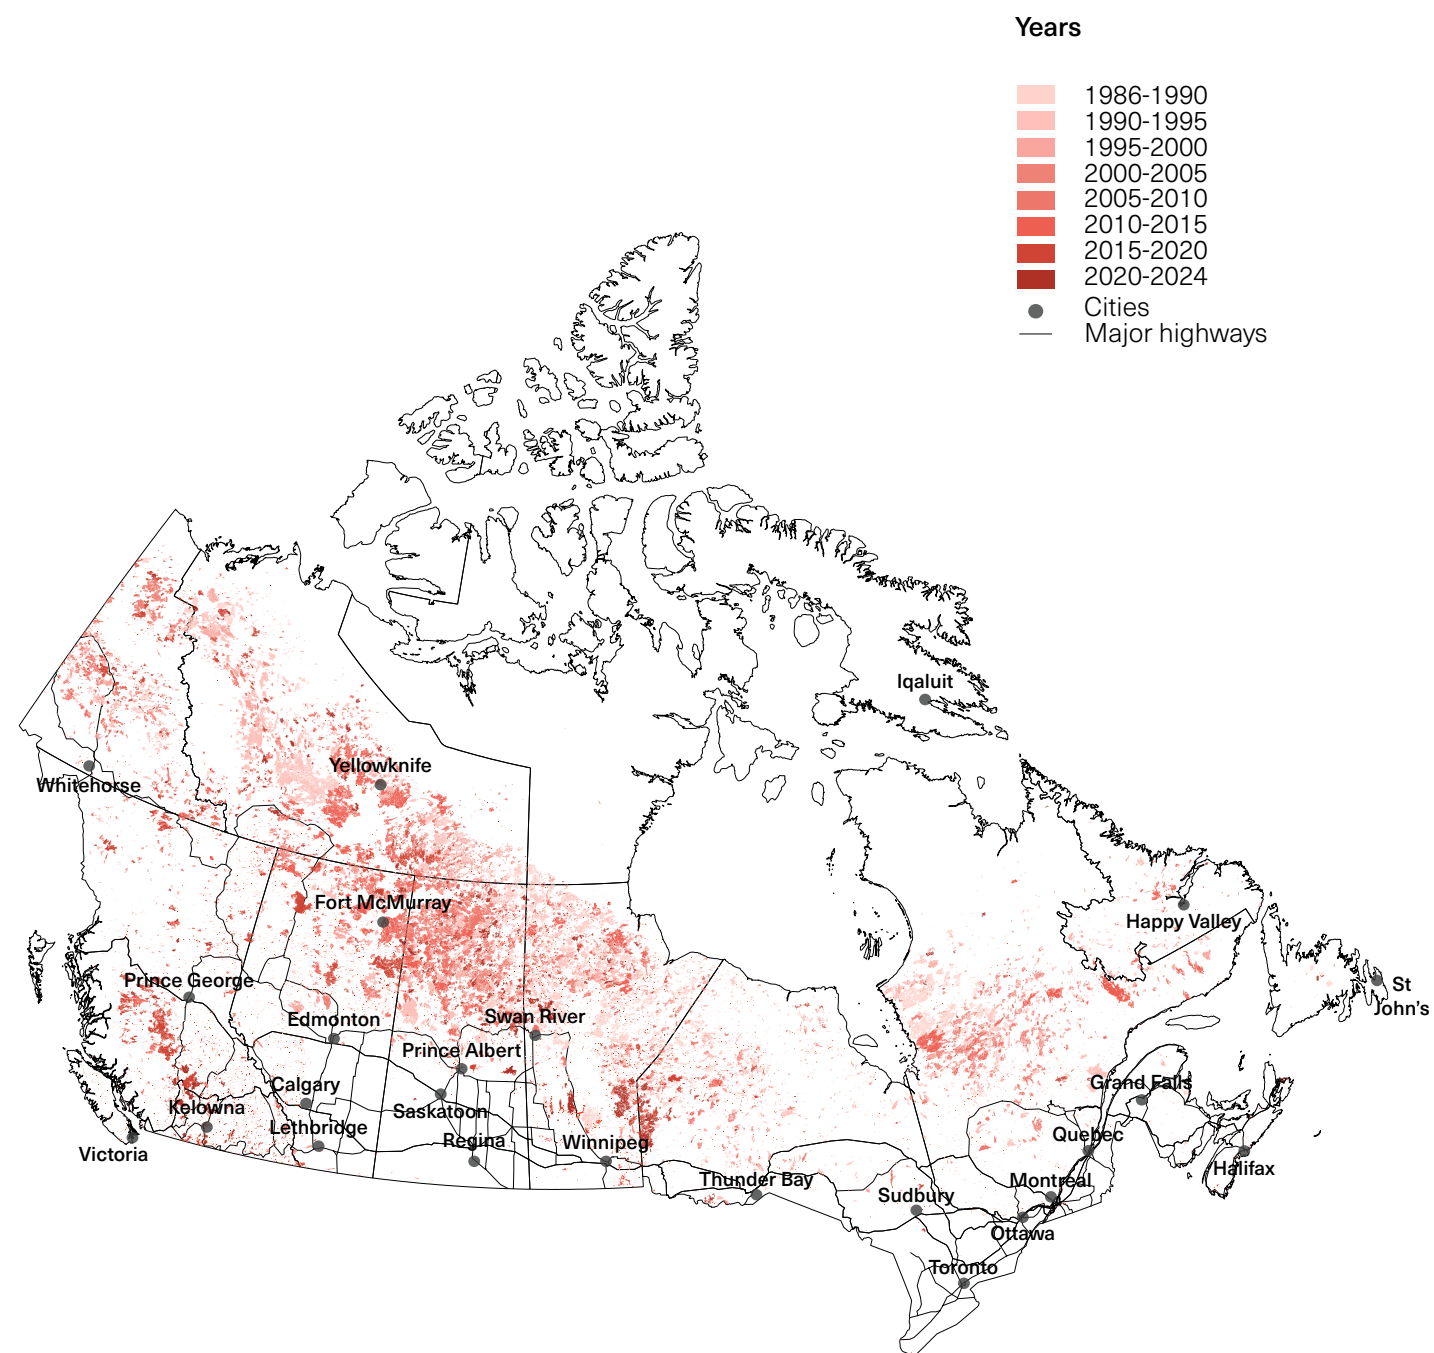 Years
1986-1990
1990-1995
1995-2000
2000-2005
2005-2010
2010-2015
2015-2020
2020-2024
Cities
Major highways
Iqaluit
Yellowknife
Whitehorse
Fort McMurray
Happy Valley
Prince George
St
John's
Swan River
Edmonton
Prince Albert
Calgary
Grand Falls
Kelowna
Saskatoon
Lethbridge
Quebec
Regina
Winnipeg
Victoria
Halifax
Thunder Bay
Montreal
Sudbury
Ottawa
Toronto